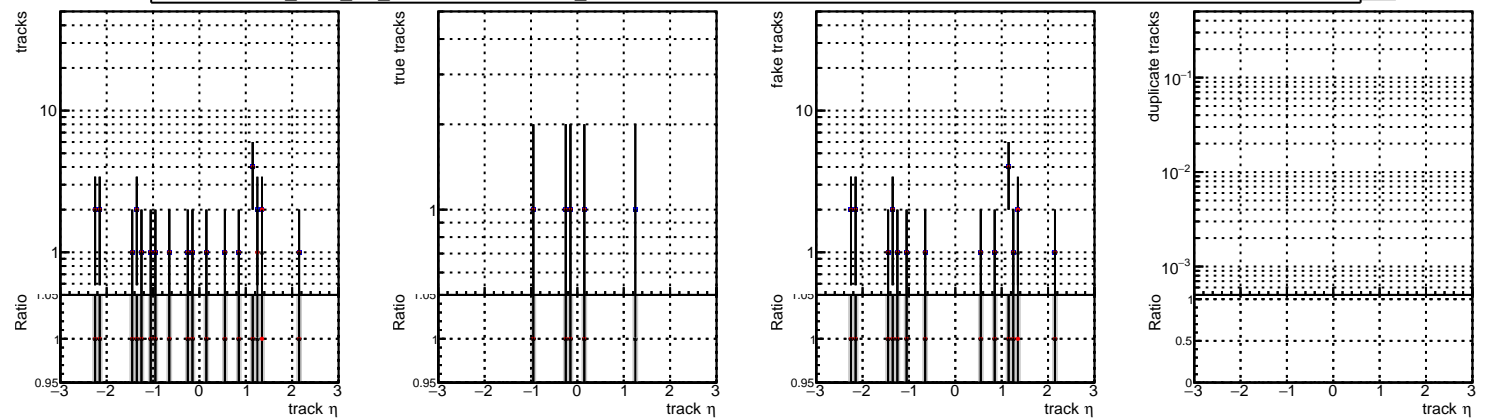 tracks
10
1
1.05
Ratio
1
0.95
−3 −2 −1 0 1 2 3
track η
true tracks
1
1.05
Ratio
1
0.95
−3 −2 −1 0 1 2 3
track η
fake tracks
10
1
1.05
Ratio
1
0.95
−3 −2 −1 0 1 2 3
track η
duplicate tracks
10⁻¹
10⁻²
10⁻³
Ratio
1
0.5
0
−3 −2 −1 0 1 2 3
track η